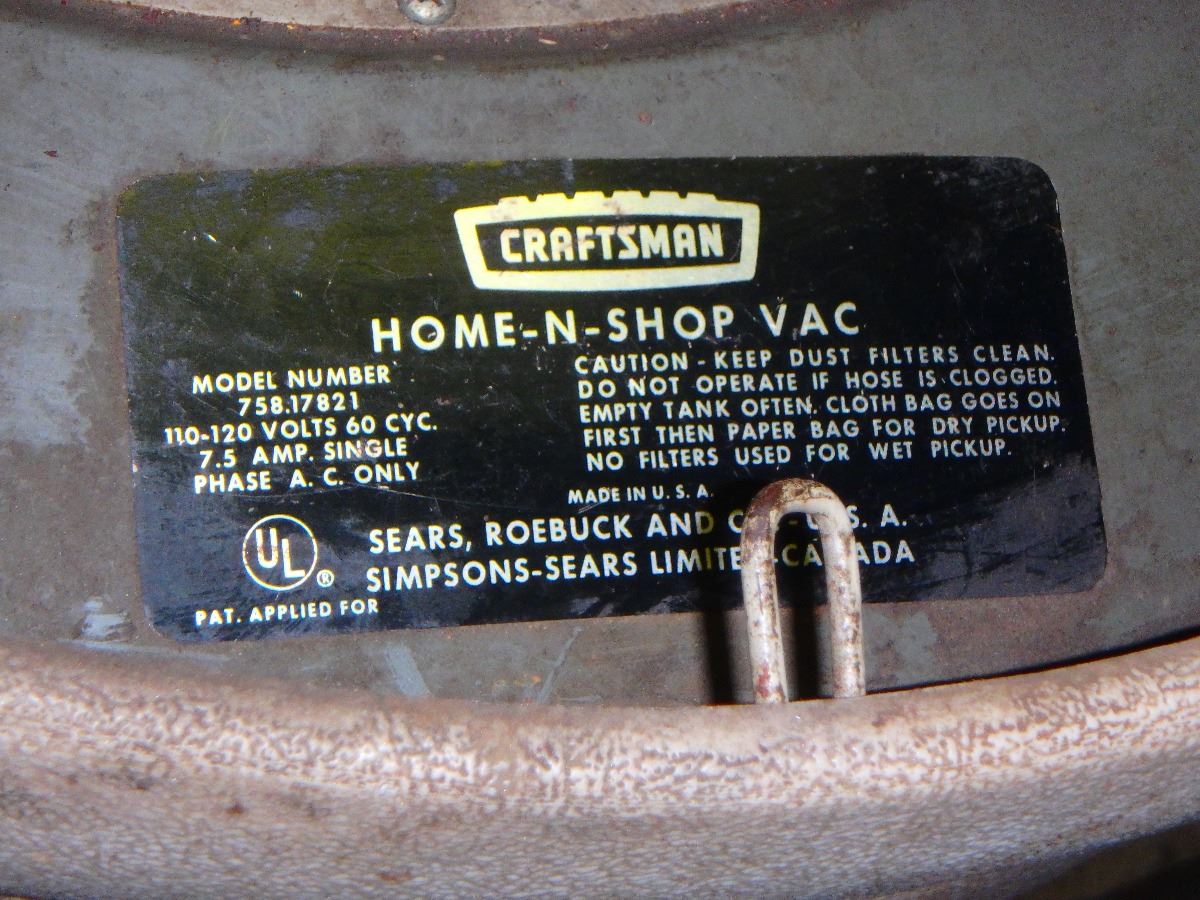 CRAFTSMAN
HOME-N-SHOP VAC
MODEL NUMBER
758.17821
110-120 VOLTS 60 CYC.
7.5 AMP. SINGLE
PHASE A. C. ONLY
CAUTION - KEEP DUST FILTERS CLEAN.
DO NOT OPERATE IF HOSE IS CLOGGED.
EMPTY TANK OFTEN. CLOTH BAG GOES ON
FIRST THEN PAPER BAG FOR DRY PICKUP.
NO FILTERS USED FOR WET PICKUP.
MADE IN U. S. A.
SEARS, ROEBUCK AND S. A.
SIMPSONS-SEARS LIMITED-CANADA
UL ®
PAT. APPLIED FOR